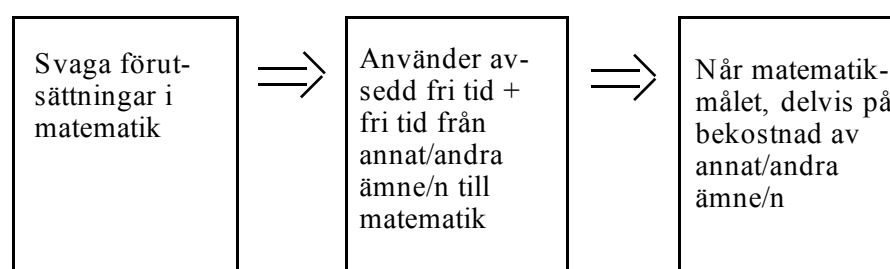 Svaga förut-
sättningar i
matematik
Använder av-
sedd fri tid +
fri tid från
annat/andra
ämne/n till
matematik
Når matematik-
målet, delvis på
bekostnad av
annat/andra
ämne/n